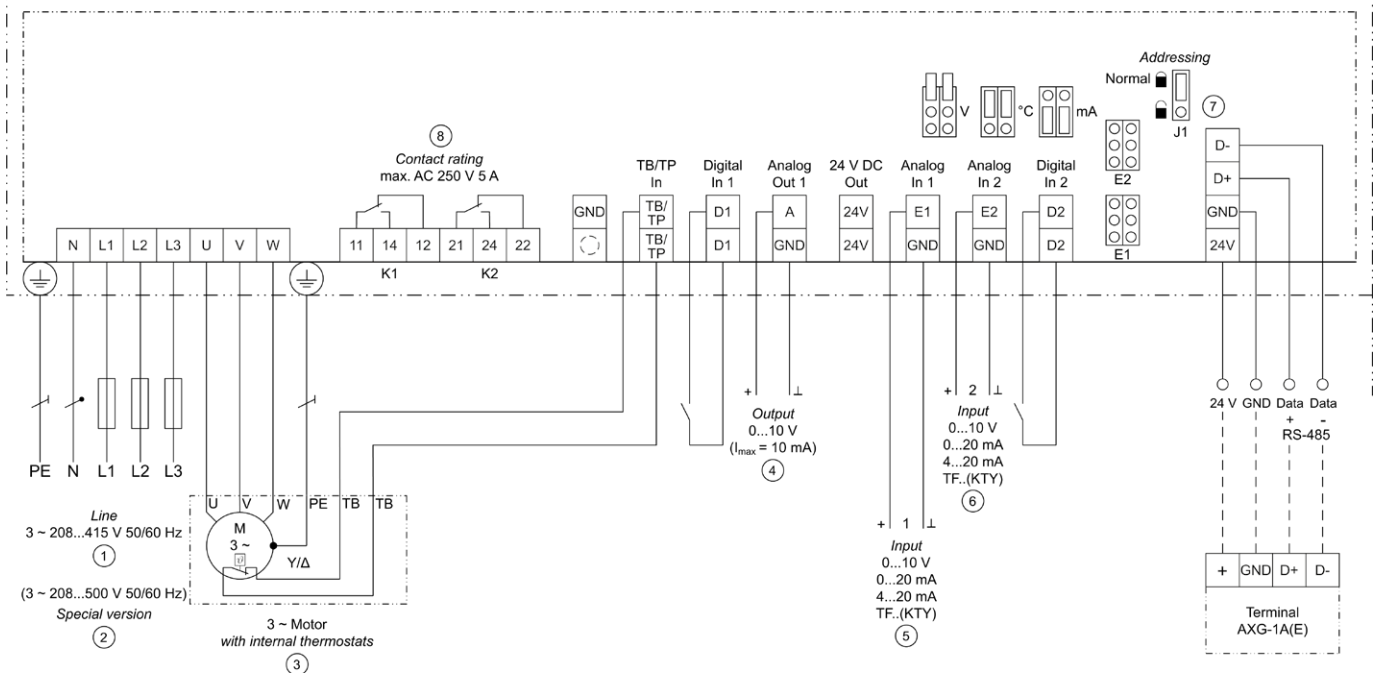 Addressing
Normal
V
°C
mA
J1
7
8
Contact rating
max. AC 250 V 5 A
TB/TP
In
Digital
In 1
Analog
Out 1
24 V DC
Out
Analog
In 1
Analog
In 2
Digital
In 2
E2
E1
N L1 L2 L3 U V W
11 14 12 21 24 22
K1 K2
GND
TB/
TP
TB/
TP
D1
D1
A
GND
24V
24V
E1
GND
E2
GND
D2
D2
D-
D+
GND
24V
PE N L1 L2 L3
Line
3 ~ 208...415 V 50/60 Hz
1
(3 ~ 208...500 V 50/60 Hz)
Special version
2
U V W PE TB TB
M
3 ~
Y/Δ
ϑ
3 ~ Motor
with internal thermostats
3
+ ⊥
Output
0...10 V
(Imax = 10 mA)
4
+ 1 ⊥
Input
0...10 V
0...20 mA
4...20 mA
TF..(KTY)
5
+ 2 ⊥
Input
0...10 V
0...20 mA
4...20 mA
TF..(KTY)
6
24 V GND Data Data
+ -
RS-485
+ GND D+ D-
Terminal
AXG-1A(E)